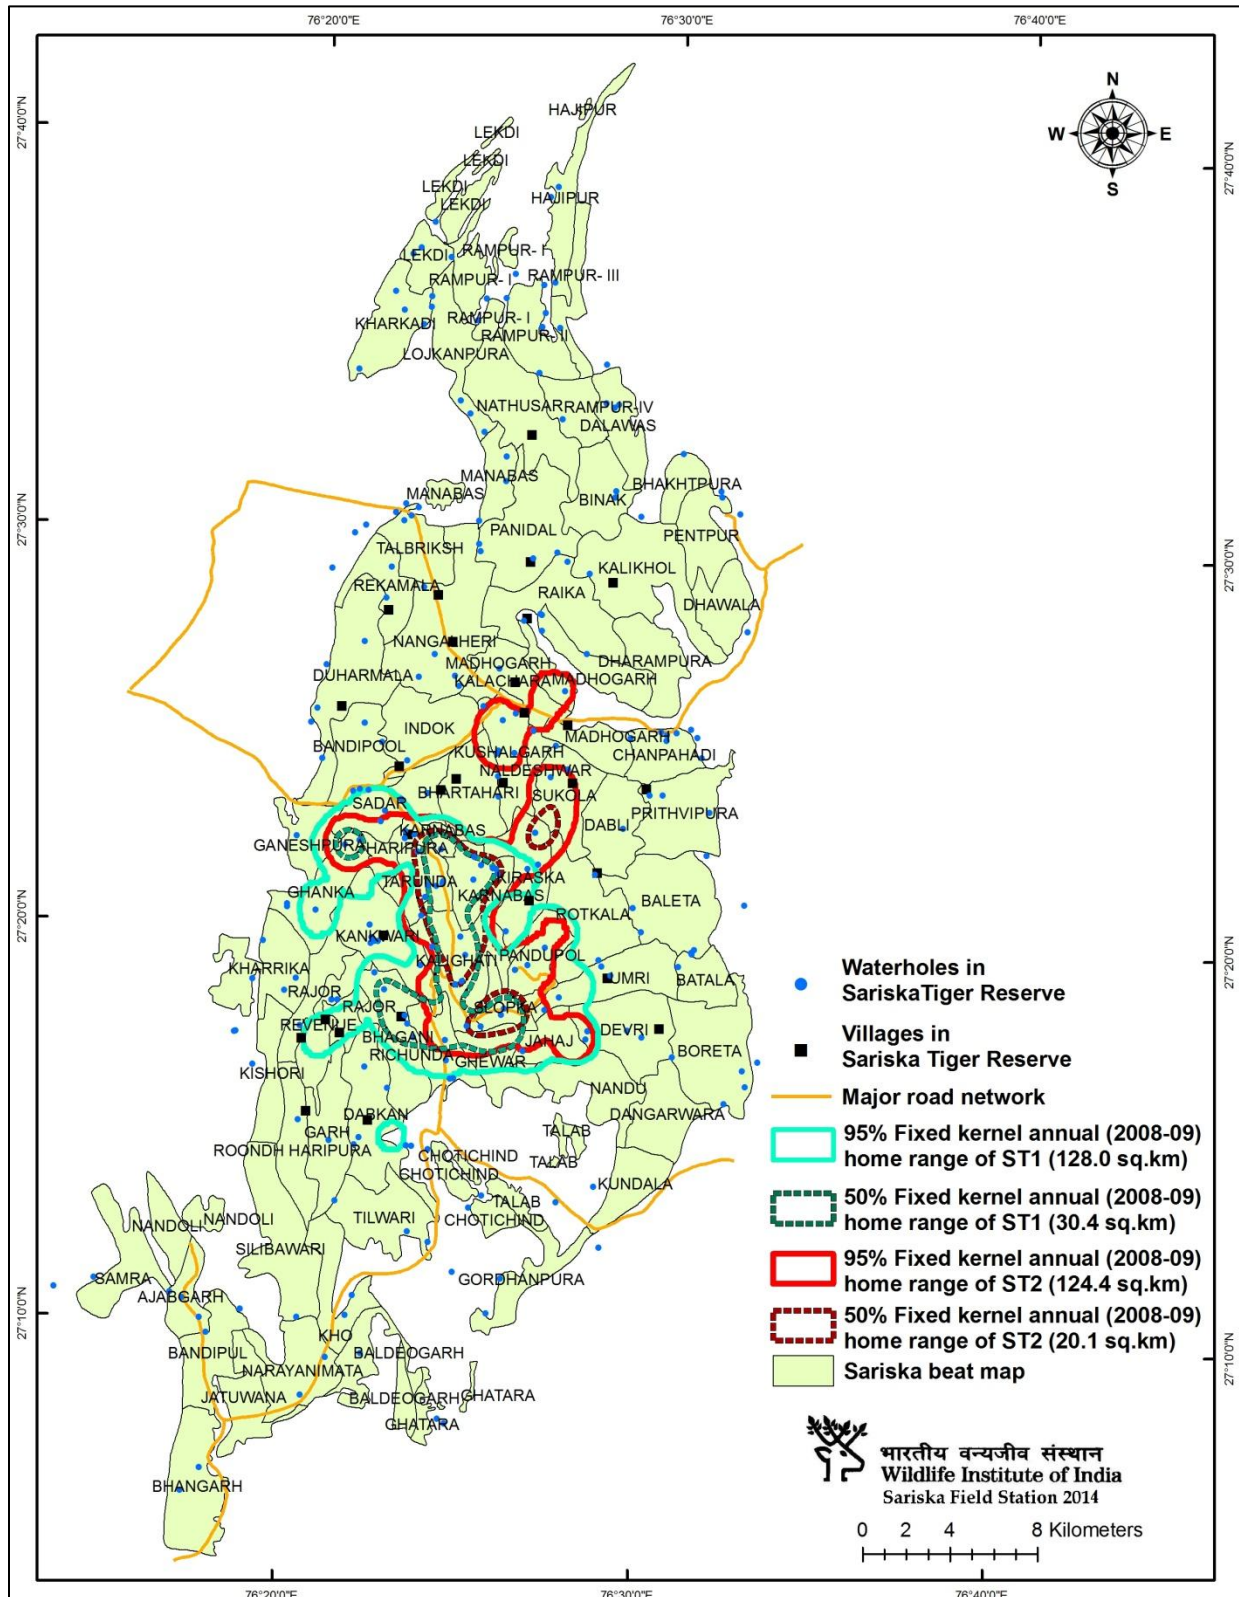 76°20'0"E
76°30'0"E
76°40'0"E
27°40'0"N
27°40'0"N
N
W
E
S
HAJIPUR
LEKDI
LEKDI
LEKDI
LEKDI
HAJIPUR
LEKDI
RAMPUR- I
RAMPUR- I
RAMPUR- III
KHARKADI
RAMPUR- I
RAMPUR- II
LOJKANPURA
NATHUSAR
RAMPUR-IV
DALAWAS
MANABAS
MANABAS
BHAKHTPURA
BINAK
27°30'0"N
PANIDAL
PENTPUR
TALBRIKSH
27°30'0"N
KALIKHOL
REKAMALA
RAIKA
DHAWALA
NANGALHERI
MADHOGARH
DHARAMPURA
DUHARMALA
KALACHARA
MADHOGARH
INDOK
MADHOGARH
BANDIPOOL
KUSHALGARH
CHANPAHADI
NALDESHWAR
BHARTAHARI
SUKOLA
SADAR
PRITHVIPURA
DABLI
KARNABAS
GANESHPURA
HARIPURA
TARUNDA
KIRASKA
GHANKA
KARNABAS
BALETA
27°20'0"N
ROTKALA
KANKWARI
KALIGHATI
PANDUPOL
27°20'0"N
KHARRIKA
UMRI
BATALA
RAJOR
RAJOR
SLOPKA
REVENUE
BHAGANI
JAHAJ
DEVRI
RICHUNDA
GHEWAR
BORETA
KISHORI
NANDU
DABKAN
DANGARWARA
GARH
TALAB
ROONDH HARIPURA
CHOTICHIND
TALAB
CHOTICHIND
KUNDALA
NANDOLI
NANDOLI
TILWARI
TALAB
CHOTICHIND
SILIBAWARI
SAMRA
GORDHANPURA
AJABGARH
27°10'0"N
KHO
BANDIPUL
BALDEOGARH
27°10'0"N
NARAYANIMATA
JATUWANA
BALDEOGARH
GHATARA
GHATARA
BHANGARH
Waterholes in
SariskaTiger Reserve
Villages in
Sariska Tiger Reserve
Major road network
95% Fixed kernel annual (2008-09)
home range of ST1 (128.0 sq.km)
50% Fixed kernel annual (2008-09)
home range of ST1 (30.4 sq.km)
95% Fixed kernel annual (2008-09)
home range of ST2 (124.4 sq.km)
50% Fixed kernel annual (2008-09)
home range of ST2 (20.1 sq.km)
Sariska beat map
भारतीय वन्यजीव संस्थान
Wildlife Institute of India
Sariska Field Station 2014
0 2 4 8 Kilometers
76°20'0"E
76°30'0"E
76°40'0"E